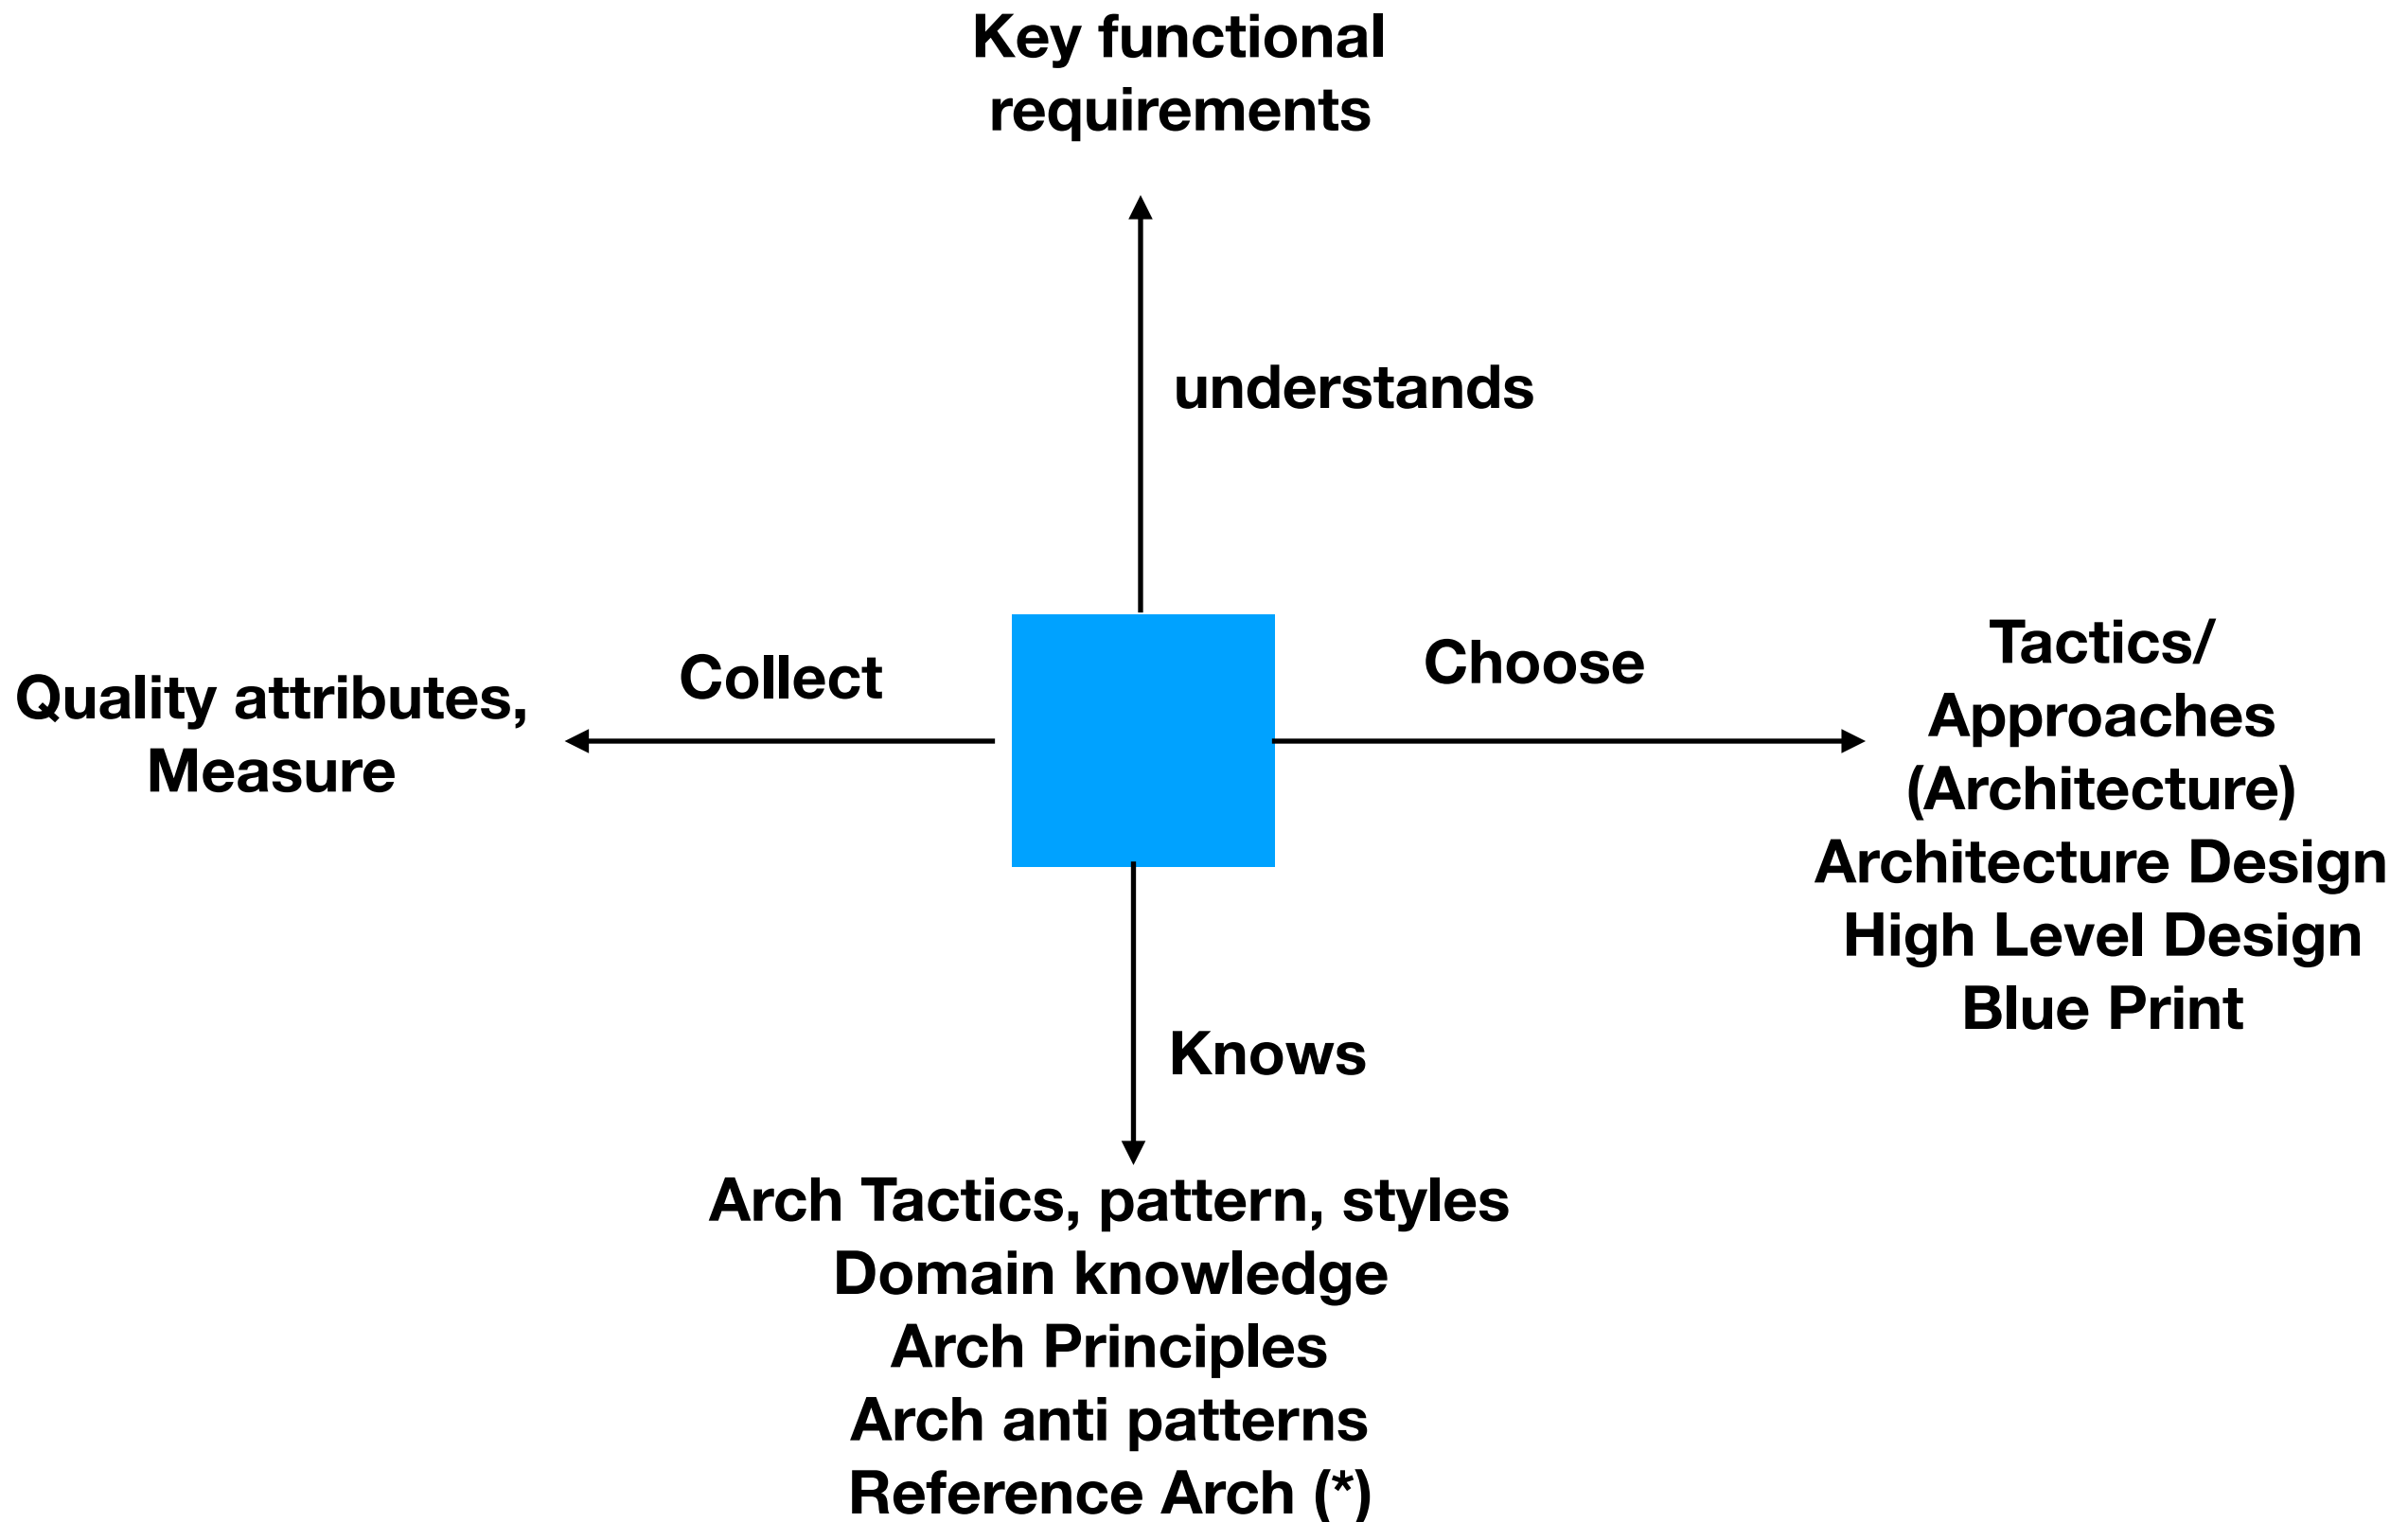 Key functional
requirements
understands
Collect
Quality attributes,
Measure
Choose
Tactics/
Approaches
(Architecture)
Architecture Design
High Level Design
Blue Print
Knows
Arch Tactics, pattern, styles
Domain knowledge
Arch Principles
Arch anti patterns
Reference Arch (*)